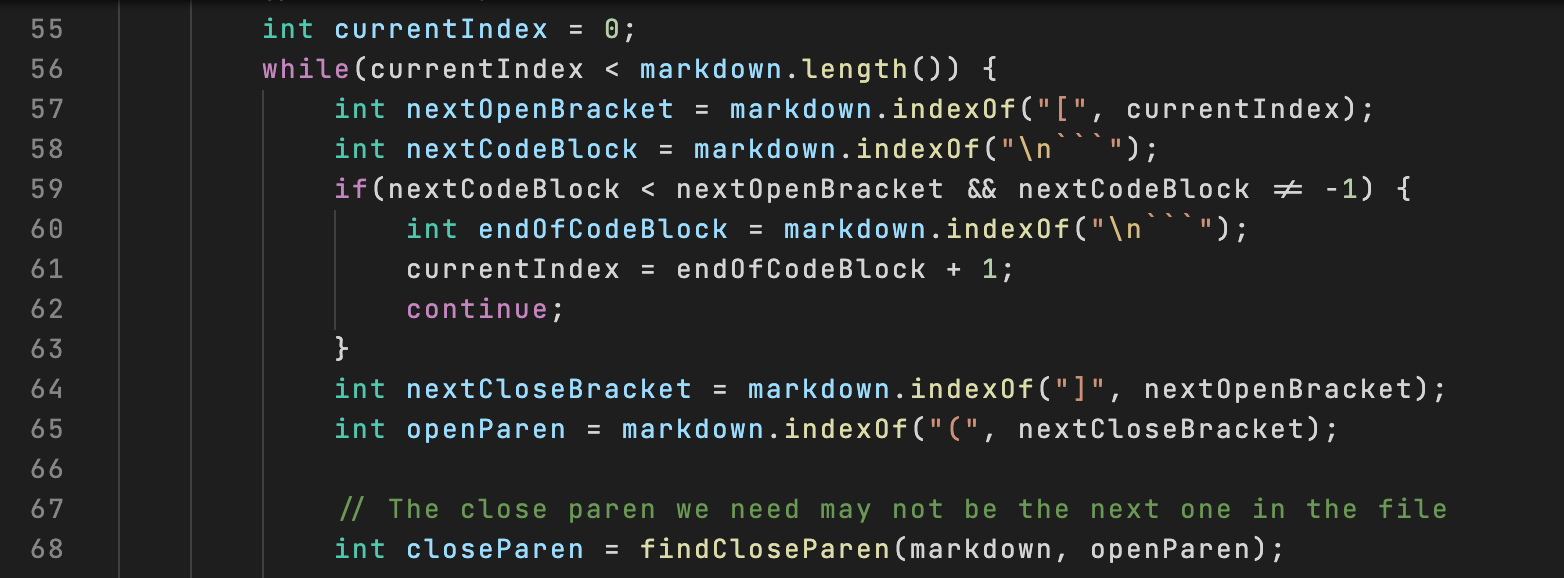 55 int currentIndex = 0;
56 while(currentIndex < markdown.length()) {
57 int nextOpenBracket = markdown.indexOf("[", currentIndex);
58 int nextCodeBlock = markdown.indexOf("\n```");
59 if(nextCodeBlock < nextOpenBracket && nextCodeBlock != -1) {
60 int endOfCodeBlock = markdown.indexOf("\n```");
61 currentIndex = endOfCodeBlock + 1;
62 continue;
63 }
64 int nextCloseBracket = markdown.indexOf("]", nextOpenBracket);
65 int openParen = markdown.indexOf("(", nextCloseBracket);
66
67 // The close paren we need may not be the next one in the file
68 int closeParen = findCloseParen(markdown, openParen);